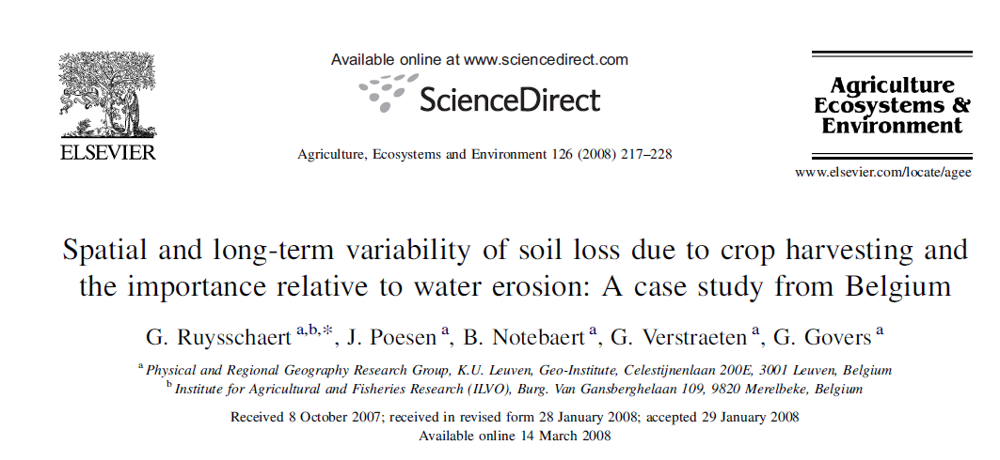 Available online at www.sciencedirect.com
ScienceDirect
ELSEVIER
Agriculture, Ecosystems and Environment 126 (2008) 217–228
Agriculture
Ecosystems &
Environment
www.elsevier.com/locate/agee
Spatial and long-term variability of soil loss due to crop harvesting and
the importance relative to water erosion: A case study from Belgium
G. Ruysschaert a,b,*, J. Poesen a, B. Notebaert a, G. Verstraeten a, G. Govers a
a Physical and Regional Geography Research Group, K.U. Leuven, Geo-Institute, Celestijnenlaan 200E, 3001 Leuven, Belgium
b Institute for Agricultural and Fisheries Research (ILVO), Burg. Van Gansberghelaan 109, 9820 Merelbeke, Belgium
Received 8 October 2007; received in revised form 28 January 2008; accepted 29 January 2008
Available online 14 March 2008